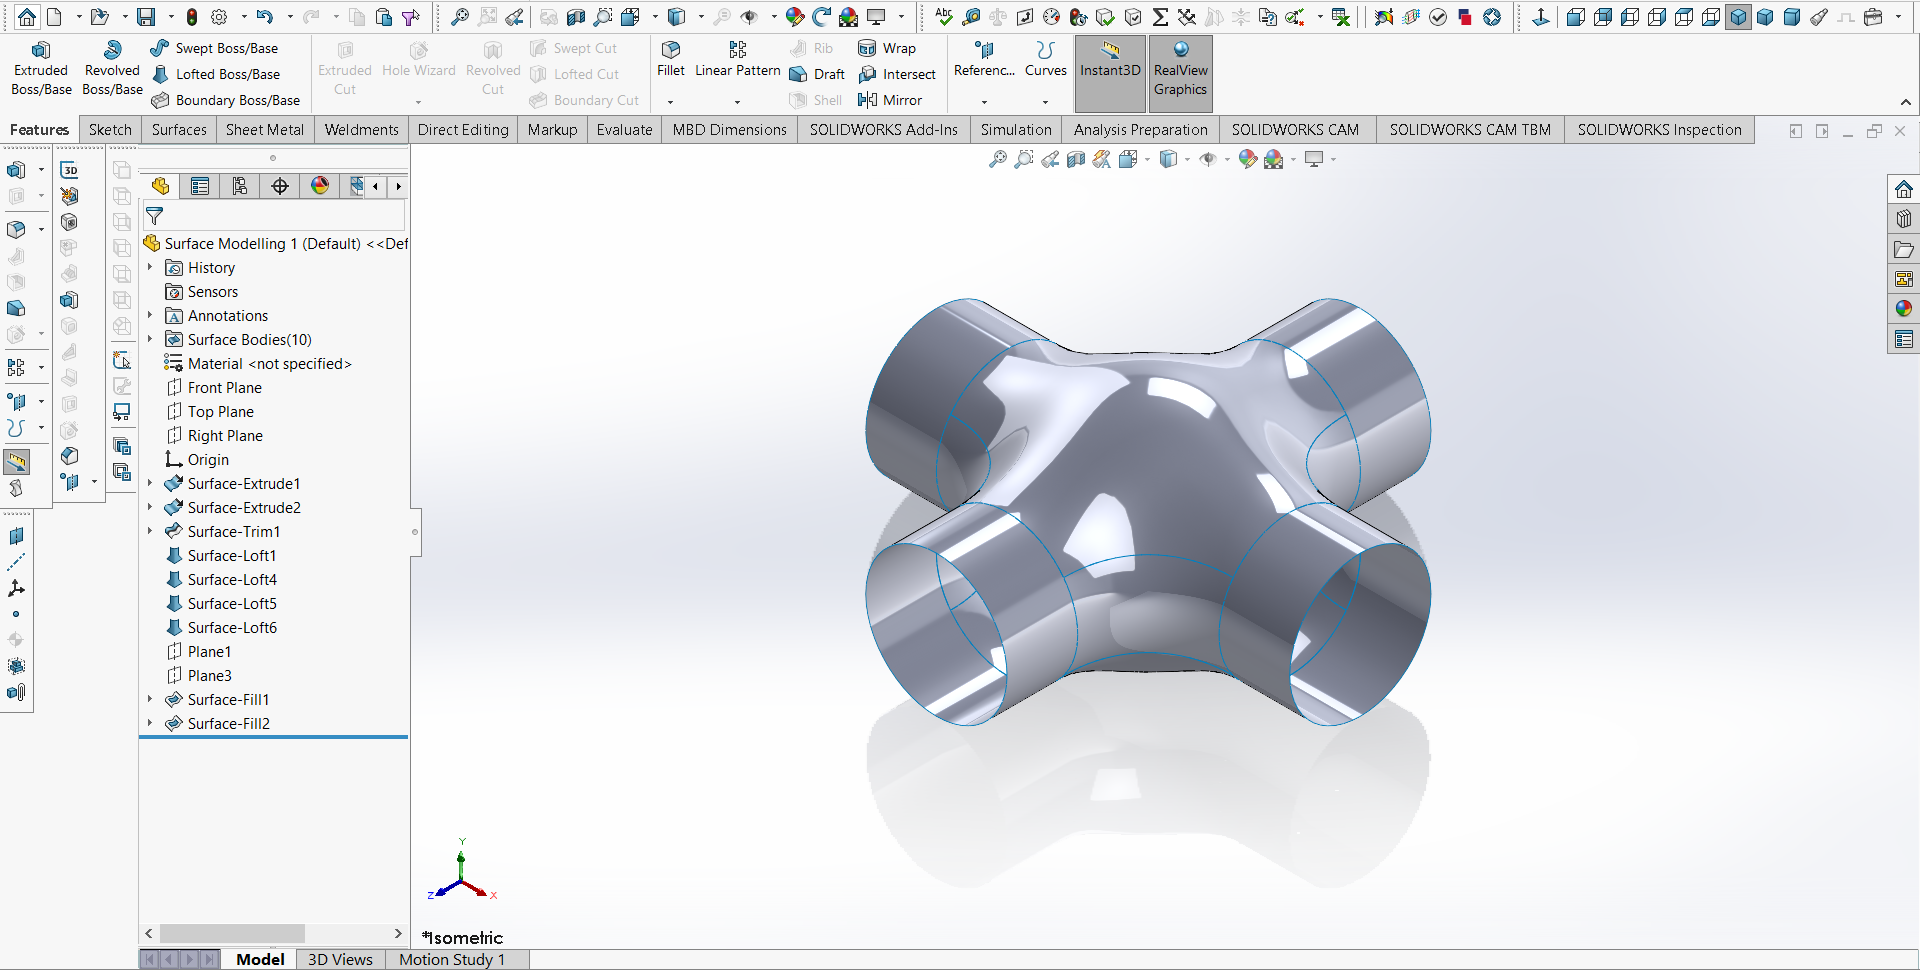 Abc
Extruded Boss/Base
Revolved Boss/Base
Swept Boss/Base
Lofted Boss/Base
Boundary Boss/Base
Extruded Cut
Hole Wizard
Revolved Cut
Swept Cut
Lofted Cut
Boundary Cut
Fillet
Linear Pattern
Rib
Draft
Shell
Wrap
Intersect
Mirror
Referenc...
Curves
Instant3D
RealView Graphics
Features
Sketch
Surfaces
Sheet Metal
Weldments
Direct Editing
Markup
Evaluate
MBD Dimensions
SOLIDWORKS Add-Ins
Simulation
Analysis Preparation
SOLIDWORKS CAM
SOLIDWORKS CAM TBM
SOLIDWORKS Inspection
3D
Surface Modelling 1 (Default) <<Def
History
Sensors
Annotations
Surface Bodies(10)
Material <not specified>
Front Plane
Top Plane
Right Plane
Origin
Surface-Extrude1
Surface-Extrude2
Surface-Trim1
Surface-Loft1
Surface-Loft4
Surface-Loft5
Surface-Loft6
Plane1
Plane3
Surface-Fill1
Surface-Fill2
Y
Z
X
*Isometric
Model
3D Views
Motion Study 1